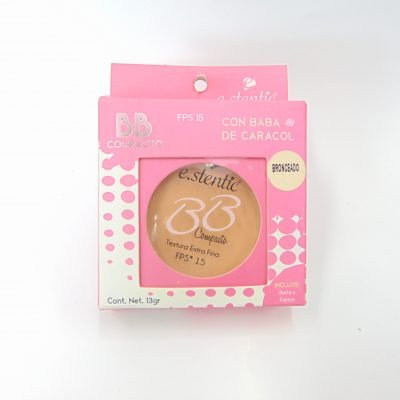 e.stentic
BB
COMPACTO
FPS 15
CON BABA
DE CARACOL
BRONCEADO
e.stentic
BB
Compacto
Textura Extra Fina
FPS* 15
Cont. Net. 13gr
INCLUYE: